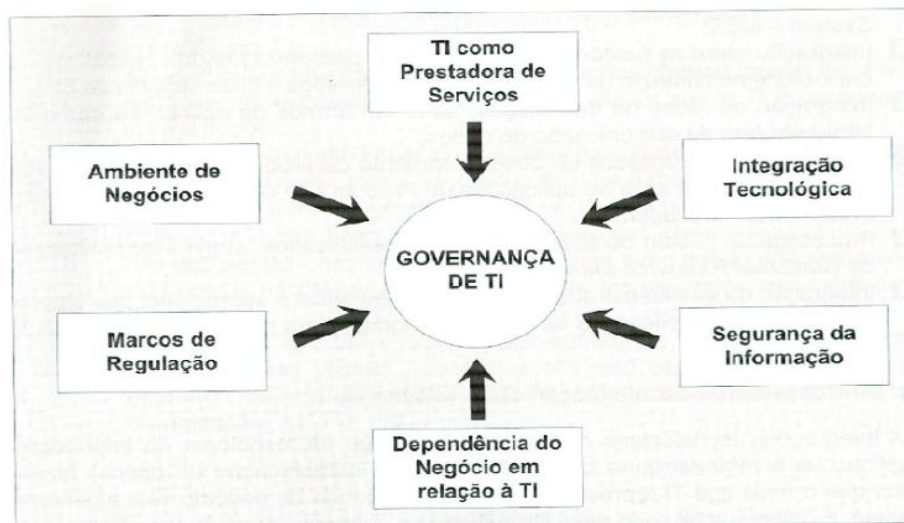 TI como
Prestadora de
Serviços
Ambiente de
Negócios
Integração
Tecnológica
GOVERNANÇA
DE TI
Marcos de
Regulação
Segurança da
Informação
Dependência do
Negócio em
relação à TI